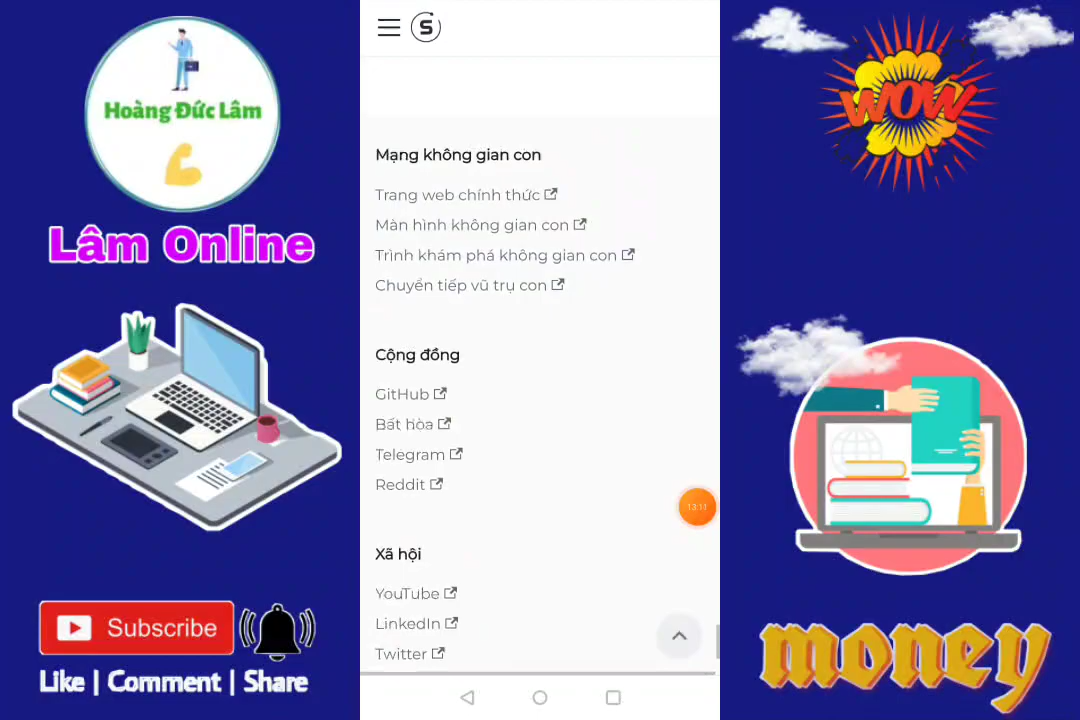 Hoàng Đức Lâm
Lâm Online
Subscribe
Like | Comment | Share
S
Mạng không gian con
Trang web chính thức
Màn hình không gian con
Trình khám phá không gian con
Chuyển tiếp vũ trụ con
Cộng đồng
GitHub
Bất hòa
Telegram
Reddit
13:11
Xã hội
YouTube
LinkedIn
Twitter
WOW
money